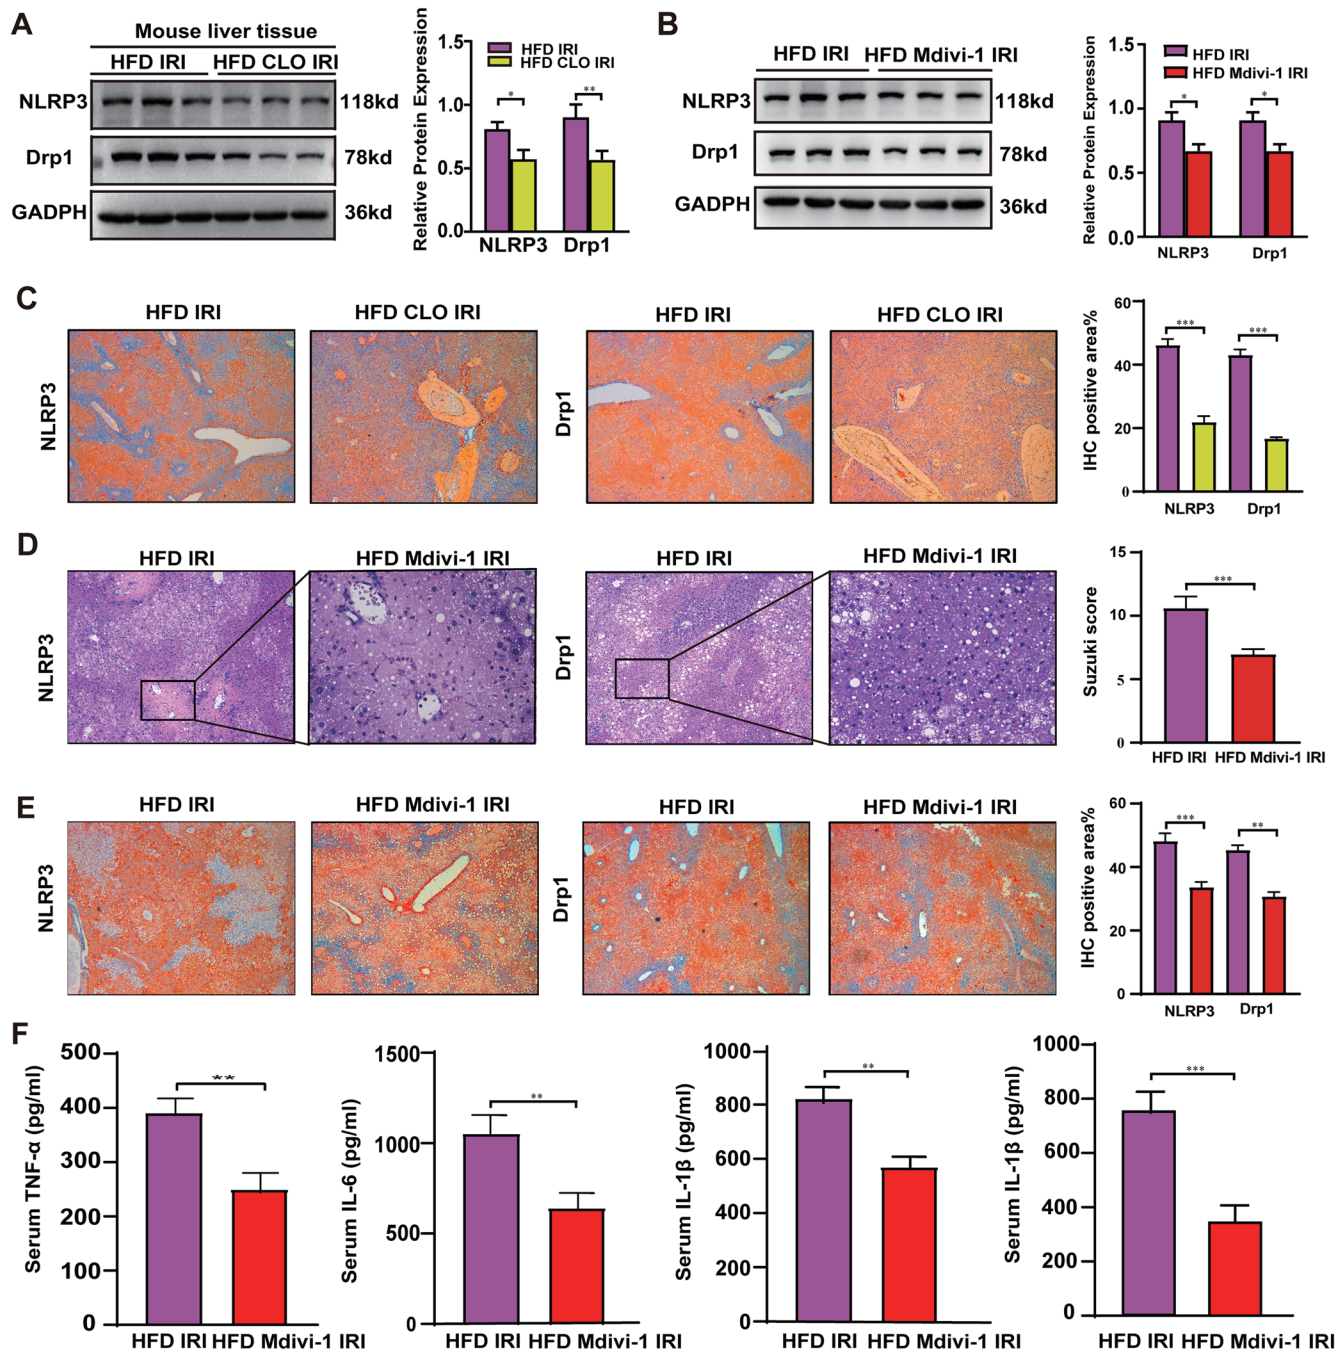 A
Mouse liver tissue
HFD IRI HFD CLO IRI
NLRP3 118kd
Drp1 78kd
GADPH 36kd
Relative Protein Expression
1.5
1.0
0.5
0.0
HFD IRI
HFD CLO IRI
*
**
NLRP3 Drp1
B
HFD IRI HFD Mdivi-1 IRI
NLRP3 118kd
Drp1 78kd
GAPDH 36kd
Relative Protein Expression
1.5
1.0
0.5
0.0
HFD IRI
HFD Mdivi-1 IRI
*
*
NLRP3 Drp1
C
HFD IRI HFD CLO IRI HFD IRI HFD CLO IRI
NLRP3
Drp1
IHC positive area%
60
40
20
0
***
***
NLRP3 Drp1
D
HFD IRI HFD Mdivi-1 IRI HFD IRI HFD Mdivi-1 IRI
NLRP3
Drp1
Suzuki score
15
10
5
0
***
HFD IRI HFD Mdivi-1 IRI
E
HFD IRI HFD Mdivi-1 IRI HFD IRI HFD Mdivi-1 IRI
NLRP3
Drp1
IHC positive area%
60
40
20
0
***
**
NLRP3 Drp1
F
Serum TNF-α (pg/ml)
500
400
300
200
100
0
**
HFD IRI HFD Mdivi-1 IRI
Serum IL-6 (pg/ml)
1500
1000
500
0
**
HFD IRI HFD Mdivi-1 IRI
Serum IL-1β (pg/ml)
1000
800
600
400
200
0
**
HFD IRI HFD Mdivi-1 IRI
Serum IL-1β (pg/ml)
1000
800
600
400
200
0
***
HFD IRI HFD Mdivi-1 IRI